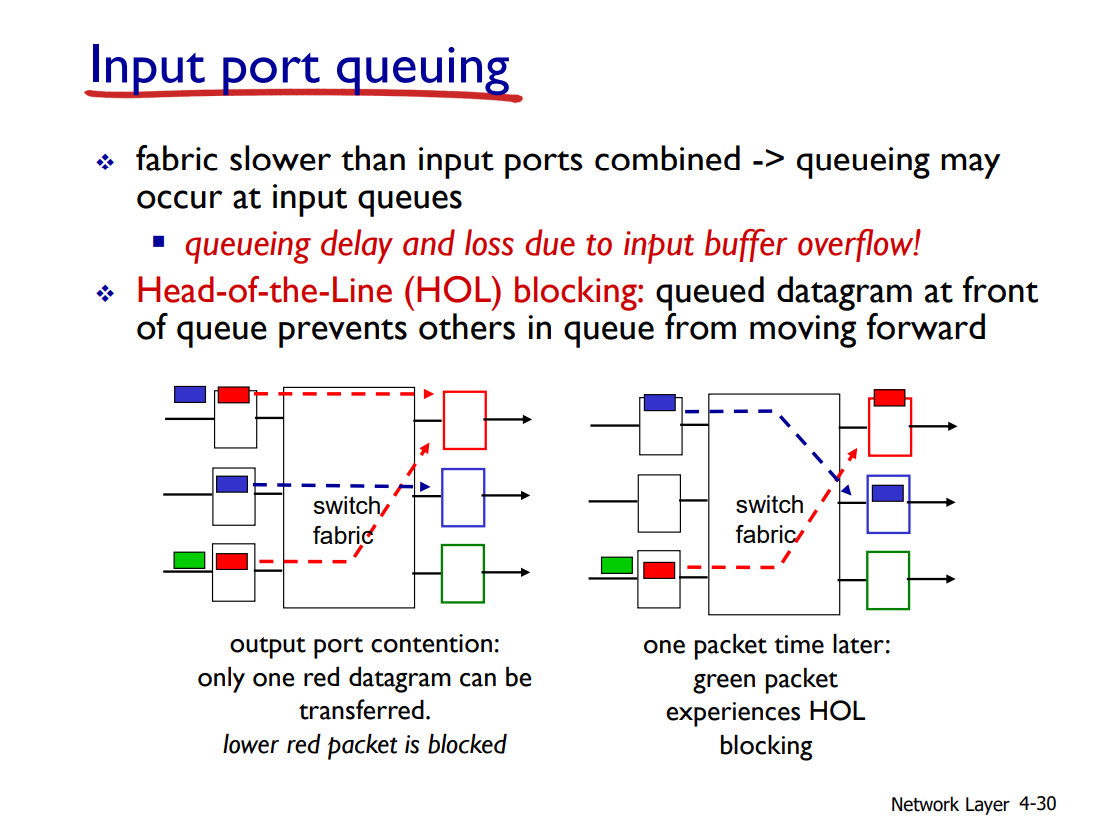 Input port queuing
fabric slower than input ports combined -> queueing may
occur at input queues
queueing delay and loss due to input buffer overflow!
Head-of-the-Line (HOL) blocking: queued datagram at front
of queue prevents others in queue from moving forward
switch
fabric
output port contention:
only one red datagram can be
transferred.
lower red packet is blocked
switch
fabric
one packet time later:
green packet
experiences HOL
blocking
Network Layer 4-30